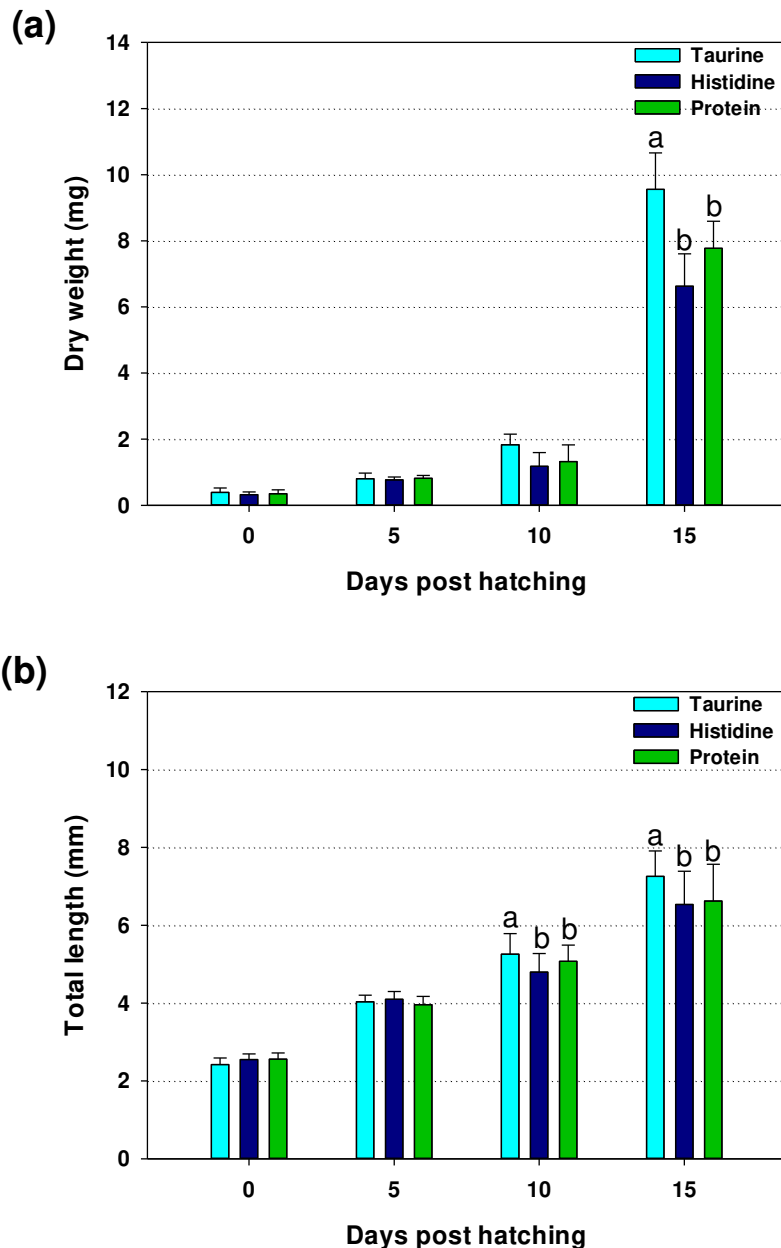 (a)
14
12
10
8
6
4
2
0
Dry weight (mg)
Taurine
Histidine
Protein
a
b
b
0 5 10 15
Days post hatching
(b)
12
10
8
6
4
2
0
Total length (mm)
Taurine
Histidine
Protein
a b b
a b b
0 5 10 15
Days post hatching